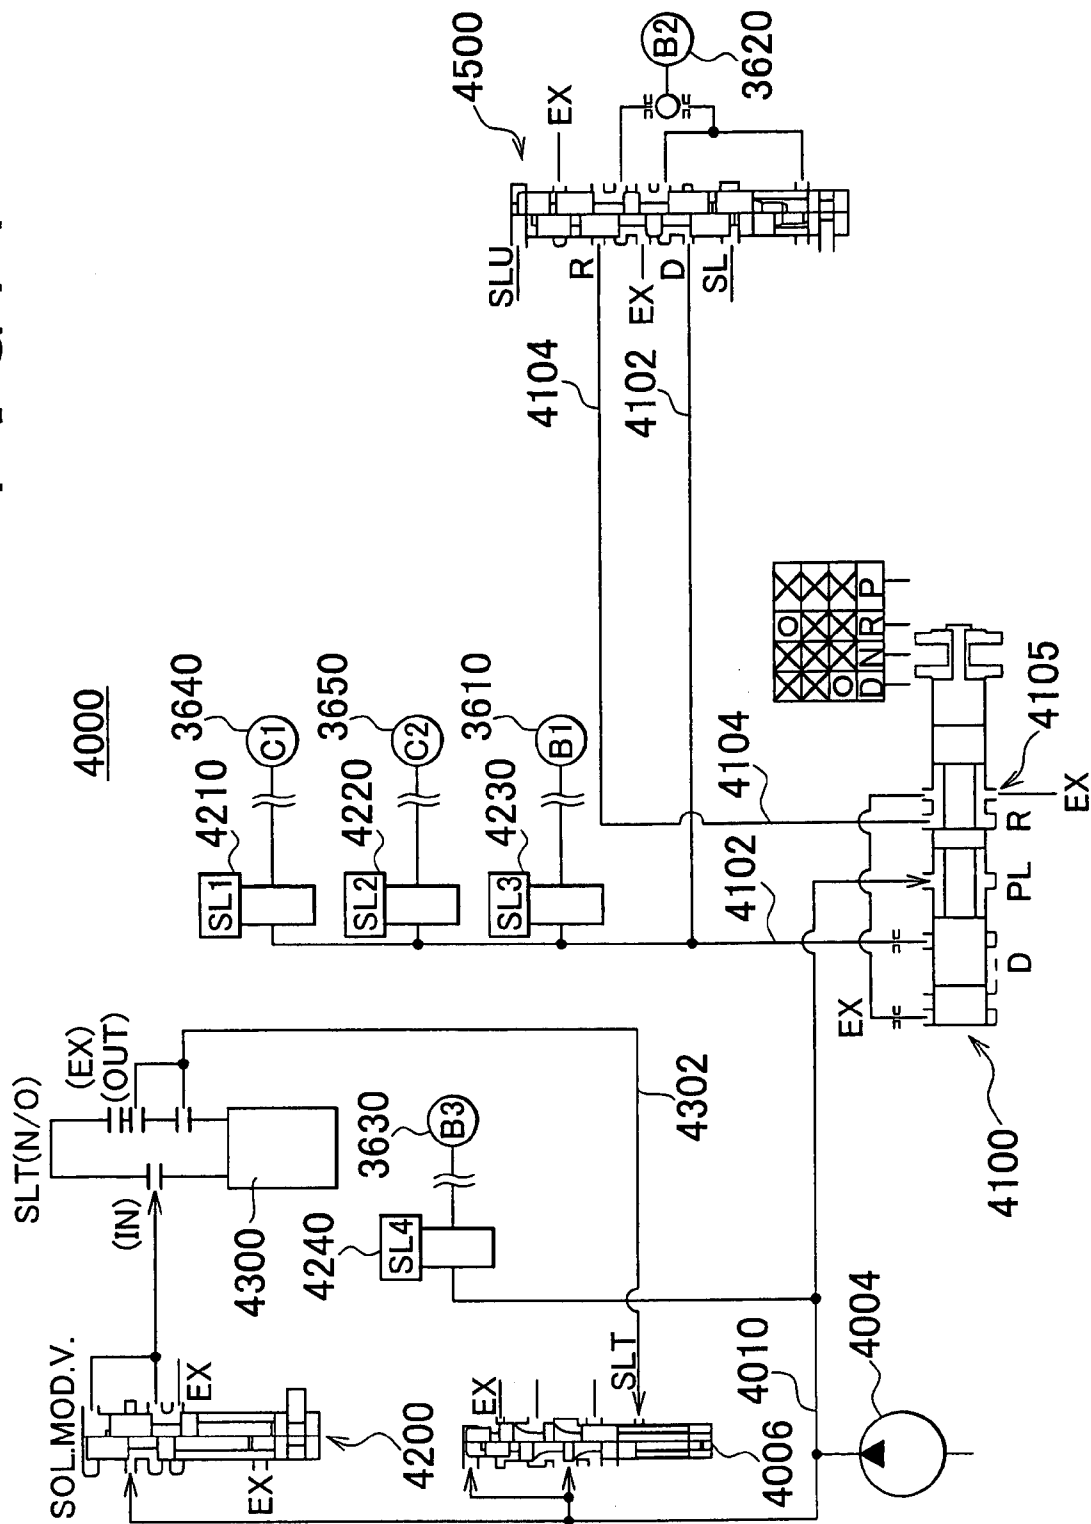 SOL.MOD.V.
EX
EX
4200
SLT(N/O)
(IN)
(EX)
(OUT)
4300
4000
SL1
4210
C1
3640
SL2
4220
C2
3650
SL3
4230
B1
3610
SL4
4240
B3
3630
4302
EX
SLT
4006
4010
4004
4102
4104
4104
4102
SLU
R
EX
D
SL
EX
4500
B2
3620
EX
D
PL
R
EX
4100
4105
D O X X
N X X X
R X X O
P X X X